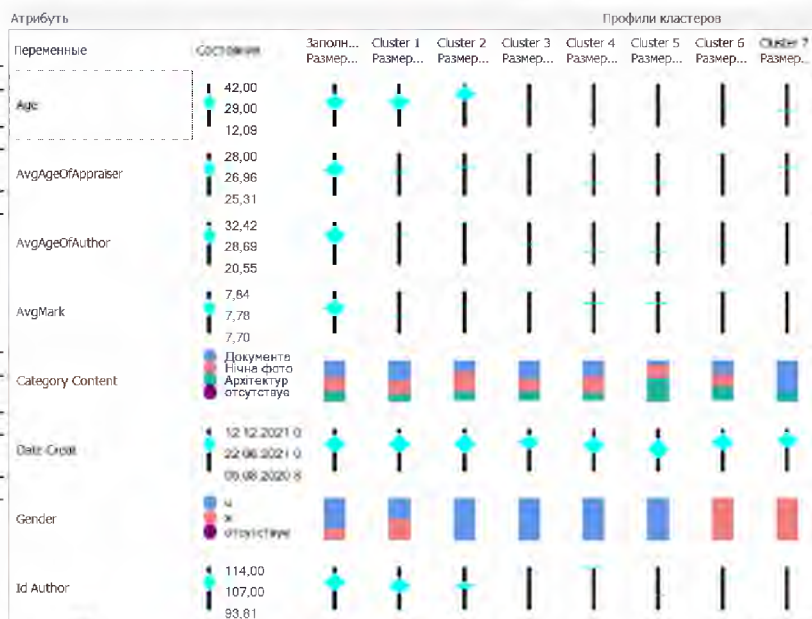 Атрибуть Профили кластеров
Переменные Состояния Заполн... Cluster 1 Cluster 2 Cluster 3 Cluster 4 Cluster 5 Cluster 6 Cluster 7
Размер... Размер... Размер... Размер... Размер... Размер... Размер... Размер...
42,00
Age 29,00
12,09
28,00
AvgAgeOfAppraiser 26,96
25,31
32,42
AvgAgeOfAuthor 28,69
20,55
7,84
AvgMark 7,78
7,70
Документа
Нічна фото
Category Content Архітектур
отсутствуе
12.12.2021 0
Date Creat 22.06.2021 0
05.08.2020 8
ч
Gender ж
отсутствуе
114,00
Id Author 107,00
93,81